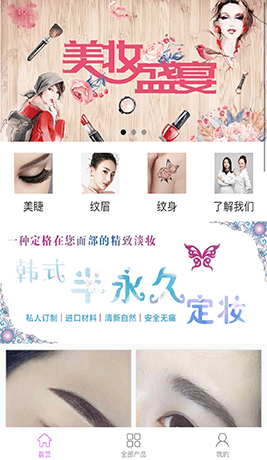 美妆盛宴
美睫
纹眉
纹身
了解我们
一种定格在您面部的精致淡妆
韩式半永久定妆
私人订制｜进口材料｜清新自然｜安全无痛
首页
全部产品
我的